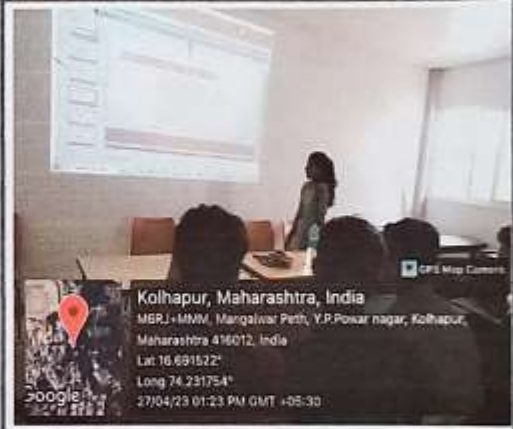 GPS Map Camera
Kolhapur, Maharashtra, India
M6RJ+MMM, Mangalwar Peth, Y.P.Powar nagar, Kolhapur,
Maharashtra 416012, India
Lat 16.691522°
Long 74.231754°
27/04/23 01:23 PM GMT +05:30
Google